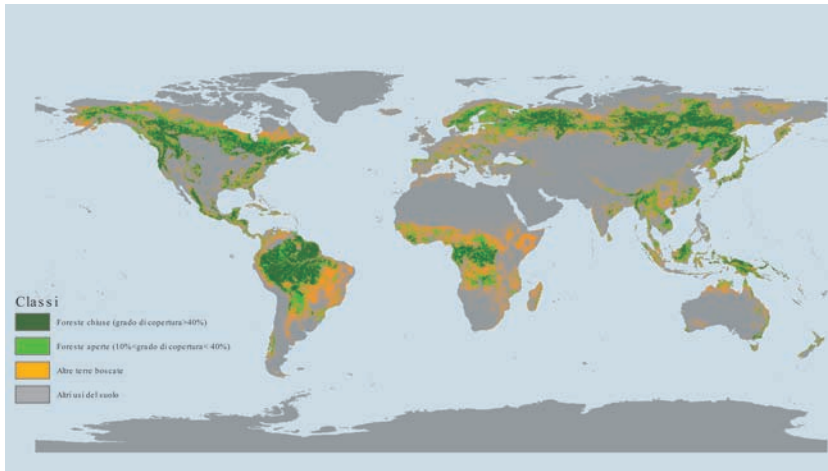 Classi
Foreste chiuse (grado di copertura>40%)
Foreste aperte (10%<grado di copertura< 40%)
Altre terre boscate
Altri usi del suolo